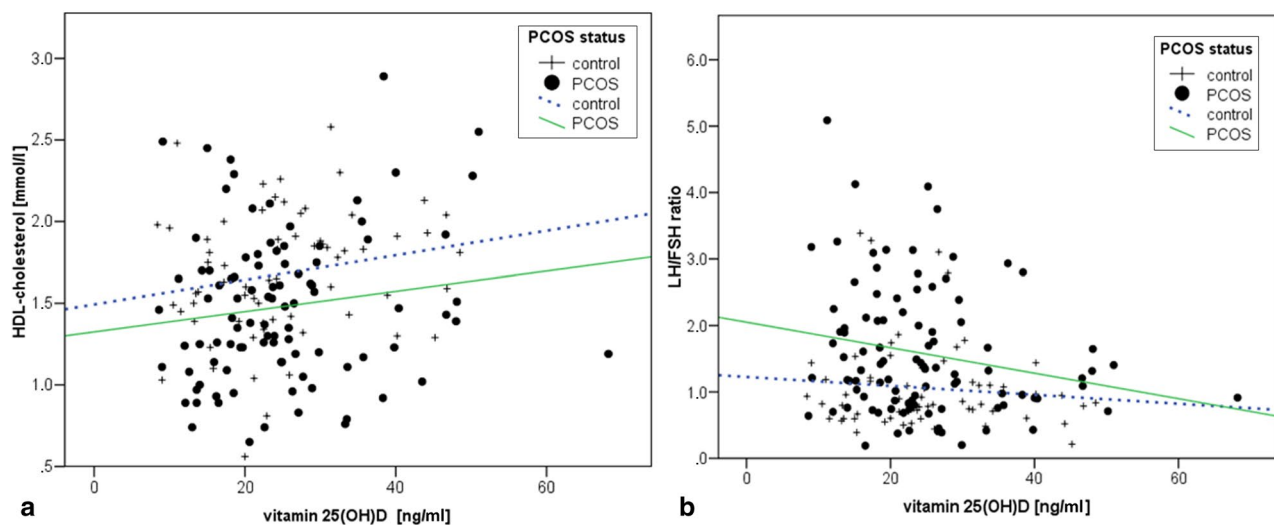 PCOS status
control
PCOS
control
PCOS
HDL-cholesterol [mmol/l]
3.0
2.5
2.0
1.5
1.0
.5
0
20
40
60
vitamin 25(OH)D [ng/ml]
a
PCOS status
control
PCOS
control
PCOS
LH/FSH ratio
6.0
5.0
4.0
3.0
2.0
1.0
.0
0
20
40
60
vitamin 25(OH)D [ng/ml]
b